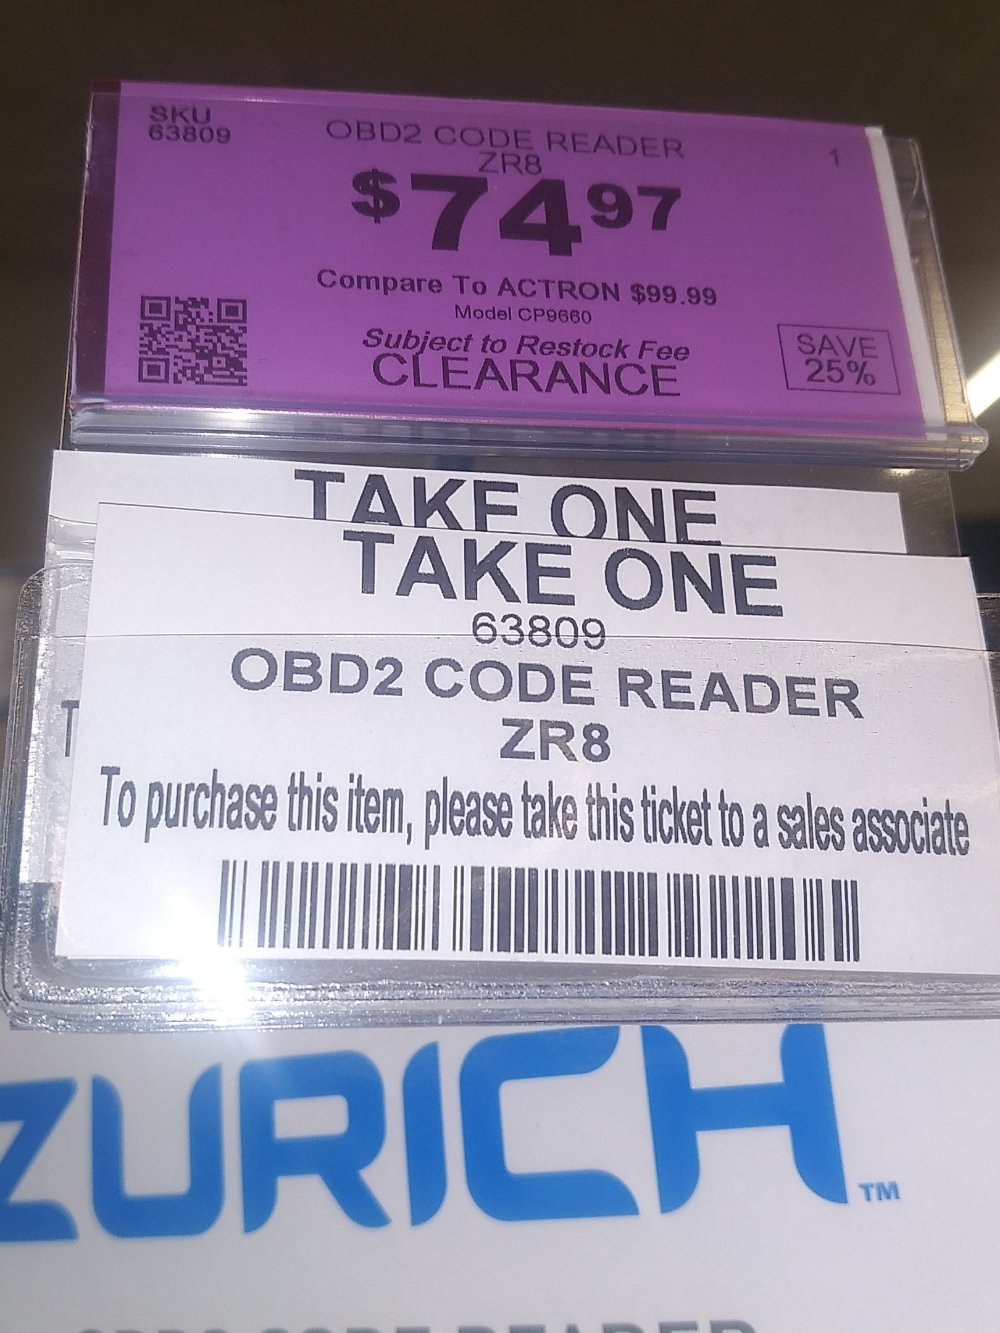 SKU
63809
OBD2 CODE READER
ZR8
1
$74 97
Compare To ACTRON $99.99
Model CP9660
Subject to Restock Fee
CLEARANCE
SAVE
25%
TAKE ONE
TAKE ONE
63809
OBD2 CODE READER
ZR8
T
To purchase this item, please take this ticket to a sales associate
ZURICH TM